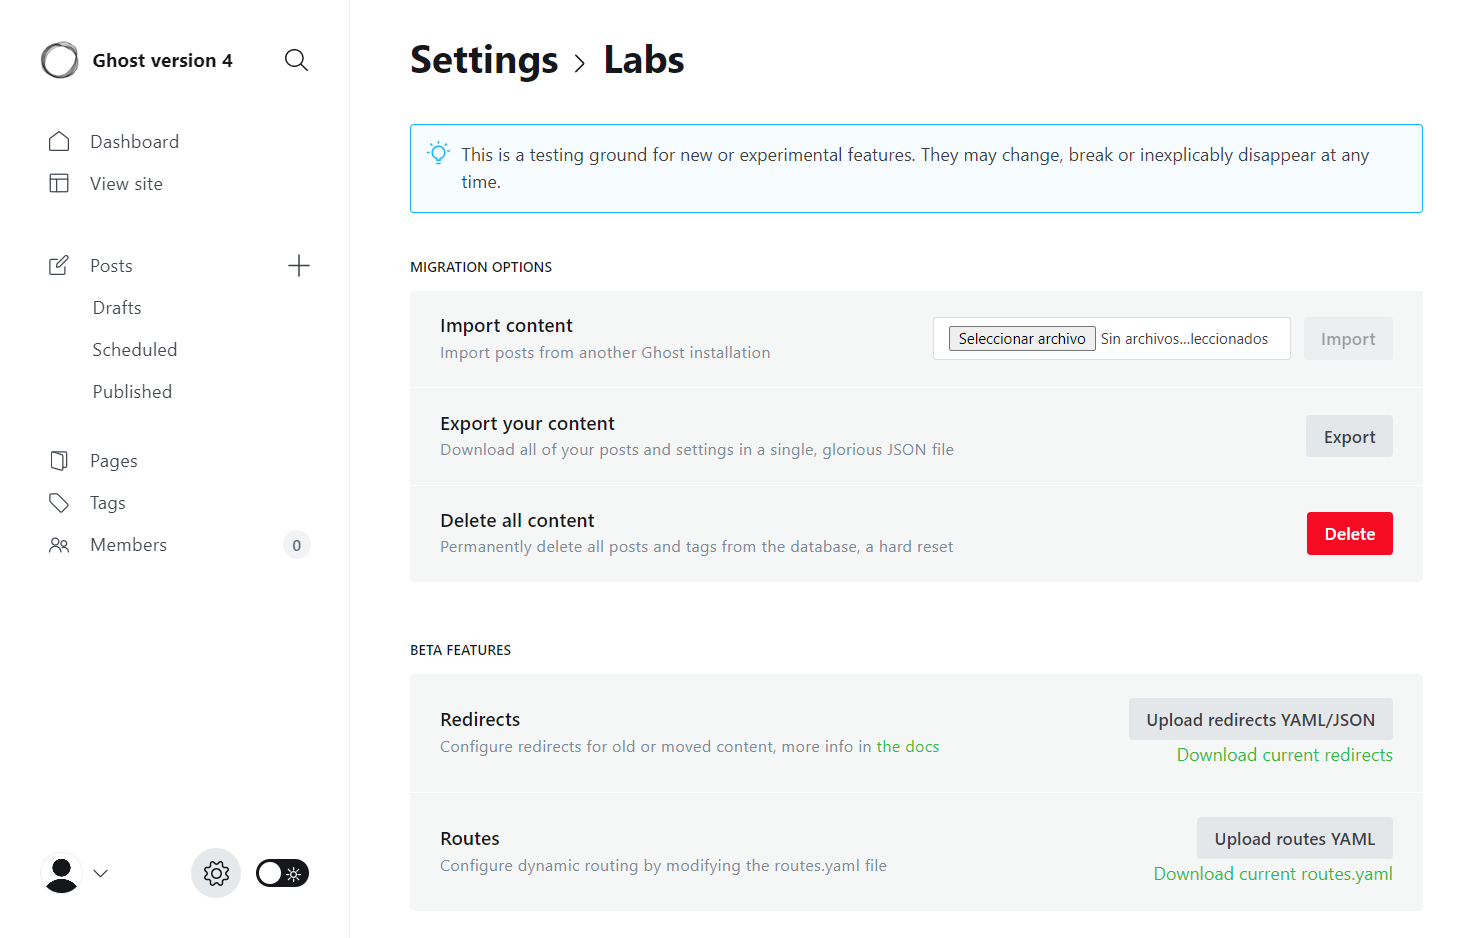 Ghost version 4
Dashboard
View site
Posts
Drafts
Scheduled
Published
Pages
Tags
Members
0
Settings > Labs
This is a testing ground for new or experimental features. They may change, break or inexplicably disappear at any
time.
MIGRATION OPTIONS
Import content
Import posts from another Ghost installation
Seleccionar archivo Sin archivos...leccionados
Import
Export your content
Download all of your posts and settings in a single, glorious JSON file
Export
Delete all content
Permanently delete all posts and tags from the database, a hard reset
Delete
BETA FEATURES
Redirects
Configure redirects for old or moved content, more info in the docs
Upload redirects YAML/JSON
Download current redirects
Routes
Configure dynamic routing by modifying the routes.yaml file
Upload routes YAML
Download current routes.yaml